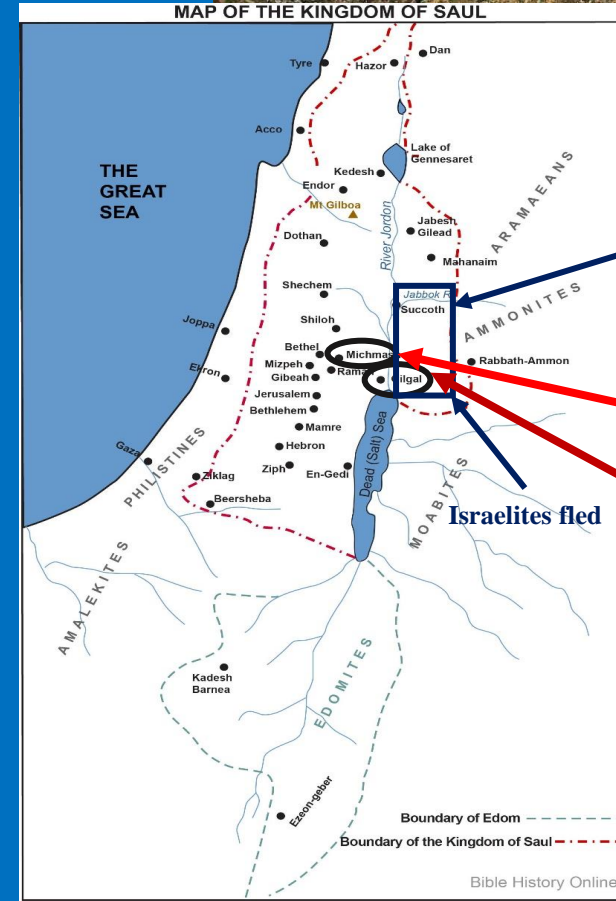 MAP OF THE KINGDOM OF SAUL
Dan
Tyre
Hazor
Acco
Lake of
Gennesaret
THE
GREAT
SEA
Kedesh
Endor
Mt Gilboa
ARAMAEANS
River Jordon
Jabesh
Gilead
Dothan
Mahanaim
Shechem
Jabbok R
Succoth
AMMONITES
Joppa
Shiloh
Bethel
Michmas
Rabbath-Ammon
Mizpeh
Ramah
Ekron
Gibeah
Gilgal
Jerusalem
Bethlehem
Mamre
Dead (Salt) Sea
Hebron
Gaza
PHILISTINES
Ziph
En-Gedi
Ziklag
Beersheba
MOABITES
Israelites fled
AMALEKITES
EDOMITES
Kadesh
Barnea
Ezeon-geber
Boundary of Edom
Boundary of the Kingdom of Saul
Bible History Online